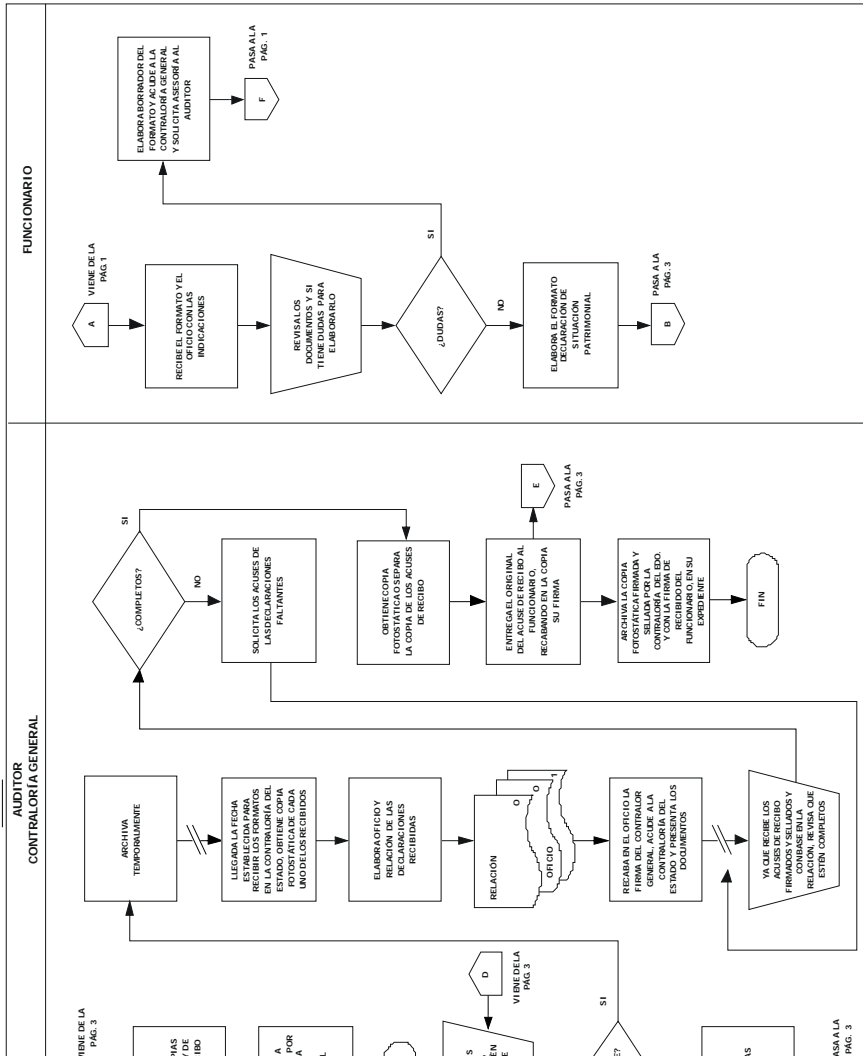 AUDITOR
CONTRALORÍA GENERAL
FUNCIONARIO
VIENE DE LA
PÁG. 3
DE
POR
D
VIENE DE LA
PÁG. 3
SI
PASA A LA
PÁG. 3
ARCHIVA
TEMPORALMENTE
LLEGADA LA FECHA
ESTABLECIDA PARA
RECIBIR LOS FORMATOS
EN LA CONTRALORÍA DEL
ESTADO, OBTIENE COPIA
FOTOSTÁTICA DE CADA
UNO DE LOS RECIBIDOS
ELABORA OFICIO Y
RELACIÓN DE LAS
DECLARACIONES
RECIBIDAS
RELACIÓN
O
OFICIO
O
1
RECABA EN EL OFICIO LA
FIRMA DEL CONTRALOR
GENERAL, ACUDE A LA
CONTRALORÍA DEL
ESTADO Y PRESENTA LOS
DOCUMENTOS
YA QUE RECIBE LOS
ACUSES DE RECIBO
FIRMADOS Y SELLADOS Y
CON BASE EN LA
RELACIÓN, REVISA QUE
ESTÉN COMPLETOS
¿COMPLETOS?
SI
NO
SOLICITA LOS ACUSES DE
LAS DECLARACIONES
FALTANTES
OBTIENE COPIA
FOTOSTÁTICA O SEPARA
LA COPIA DE LOS ACUSES
DE RECIBO
ENTREGA EL ORIGINAL
DEL ACUSE DE RECIBO AL
FUNCIONARIO,
RECABANDO EN LA COPIA
SU FIRMA
E
PASA A LA
PÁG. 3
ARCHIVA LA COPIA
FOTOSTÁTICA FIRMADA Y
SELLADA POR LA
CONTRALORÍA DEL EDO.
Y CON LA FIRMA DE
RECIBIDO DEL
FUNCIONARIO, EN SU
EXPEDIENTE
FIN
A
VIENE DE LA
PÁG. 1
RECIBE EL FORMATO Y EL
OFICIO CON LAS
INDICACIONES
REVISA LOS
DOCUMENTOS Y SI
TIENE DUDAS PARA
ELABORARLO
¿DUDAS?
SI
NO
ELABORA EL FORMATO
DECLARACIÓN DE
SITUACIÓN
PATRIMONIAL
B
PASA A LA
PÁG. 3
ELABORA BORRADOR DEL
FORMATO Y ACUDE A LA
CONTRALORÍA GENERAL
Y SOLICITA ASESORÍA AL
AUDITOR
F
PASA A LA
PÁG. 1